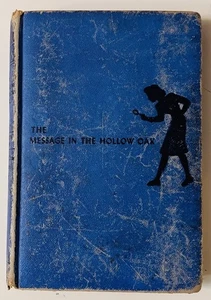 THE
MESSAGE IN THE HOLLOW OAK